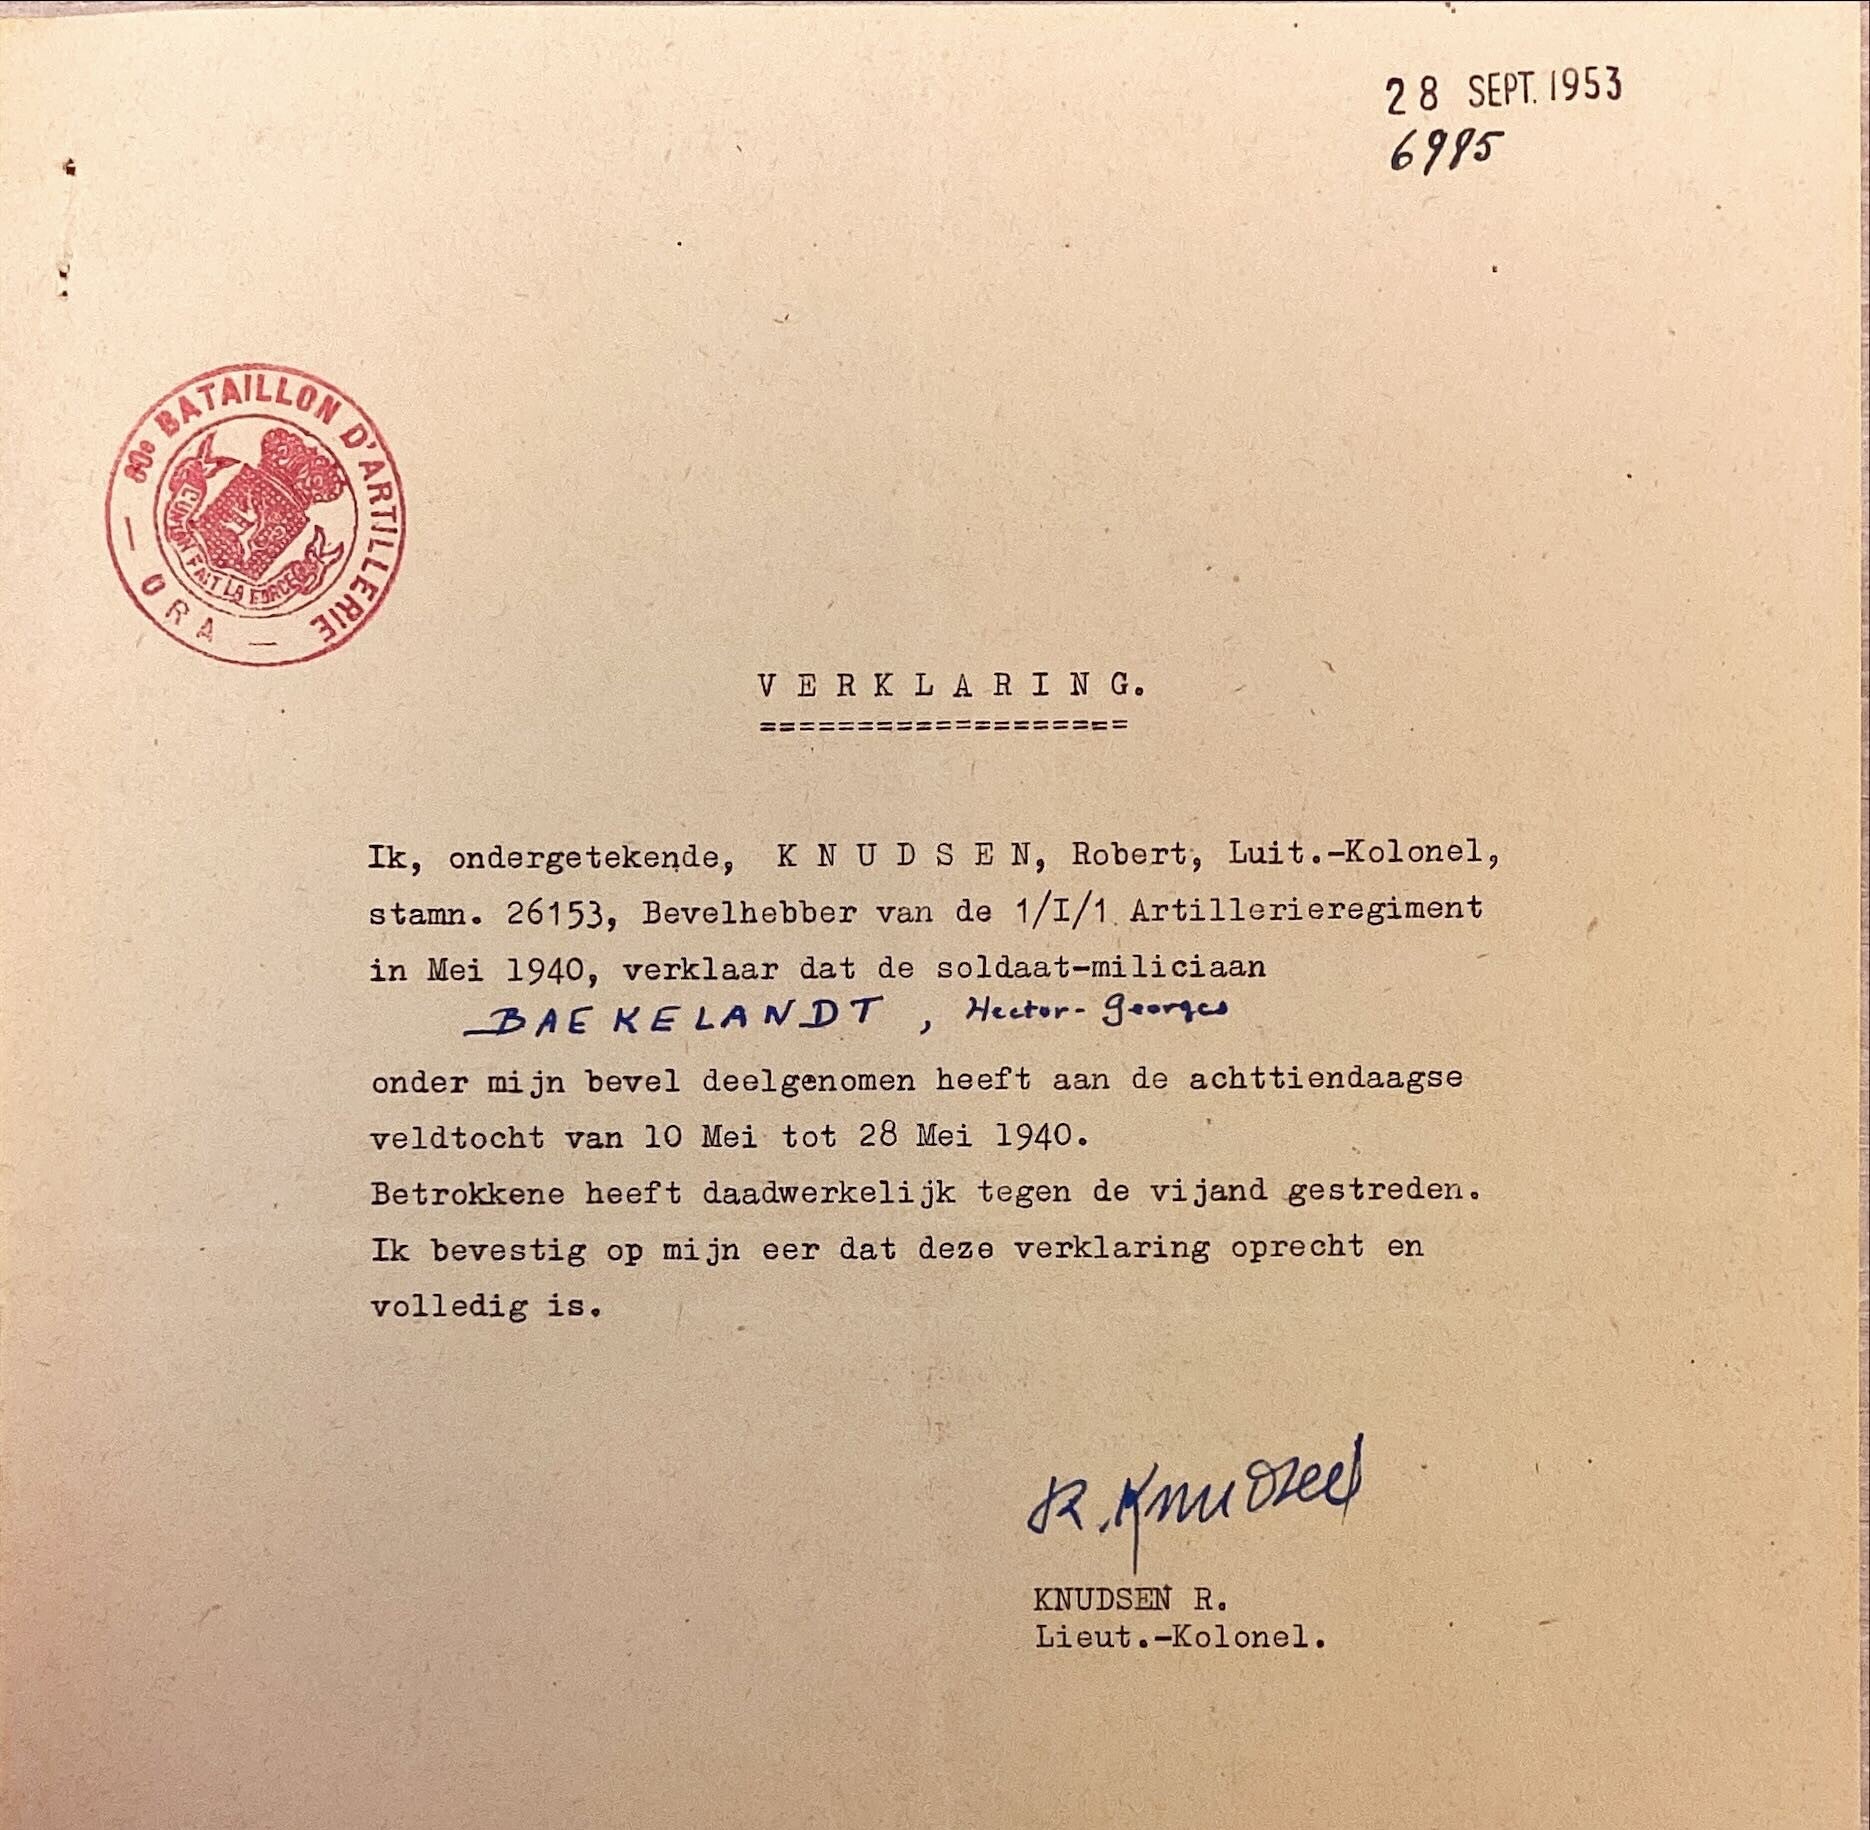 28 SEPT. 1953
6985
80e BATAILLON D'ARTILLERIE
— ORA —
L'UNION FAIT LA FORCE
VERKLARING.
===================
Ik, ondergetekende, K N U D S E N, Robert, Luit.-Kolonel,
stamn. 26153, Bevelhebber van de 1/I/1 Artillerieregiment
in Mei 1940, verklaar dat de soldaat-miliciaan
BAEKELANDT, Hector-Georges
onder mijn bevel deelgenomen heeft aan de achttiendaagse
veldtocht van 10 Mei tot 28 Mei 1940.
Betrokkene heeft daadwerkelijk tegen de vijand gestreden.
Ik bevestig op mijn eer dat deze verklaring oprecht en
volledig is.
R. Knudsen
KNUDSEN R.
Lieut.-Kolonel.